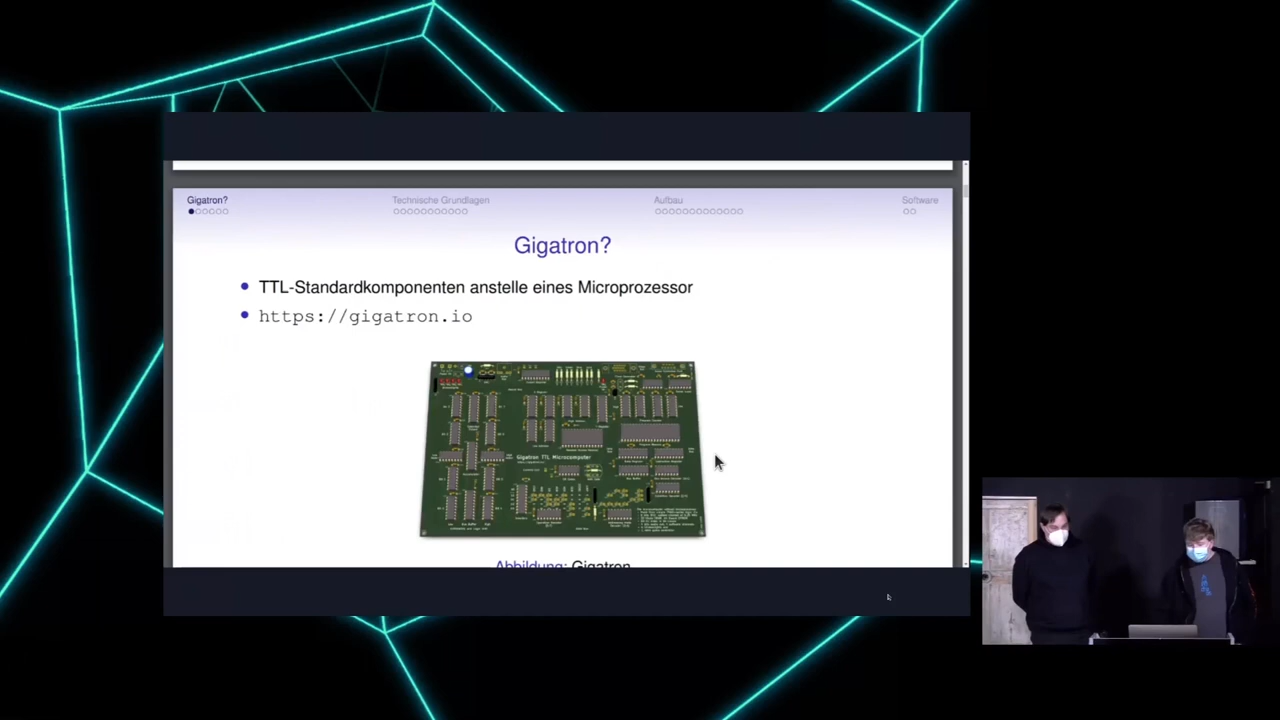 Gigatron?
Technische Grundlagen
Aufbau
Software
Gigatron?
TTL-Standardkomponenten anstelle eines Microprozessor
https://gigatron.io
Gigatron TTL Microcomputer
Abbildung: Gigatron